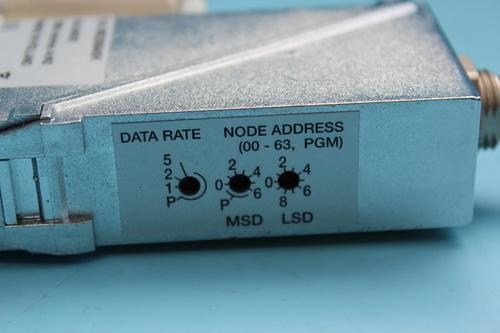 DATA RATE
NODE ADDRESS
(00 - 63, PGM)
5
2
1
P
2
0 4
P 6
MSD
2
0 4
8 6
LSD